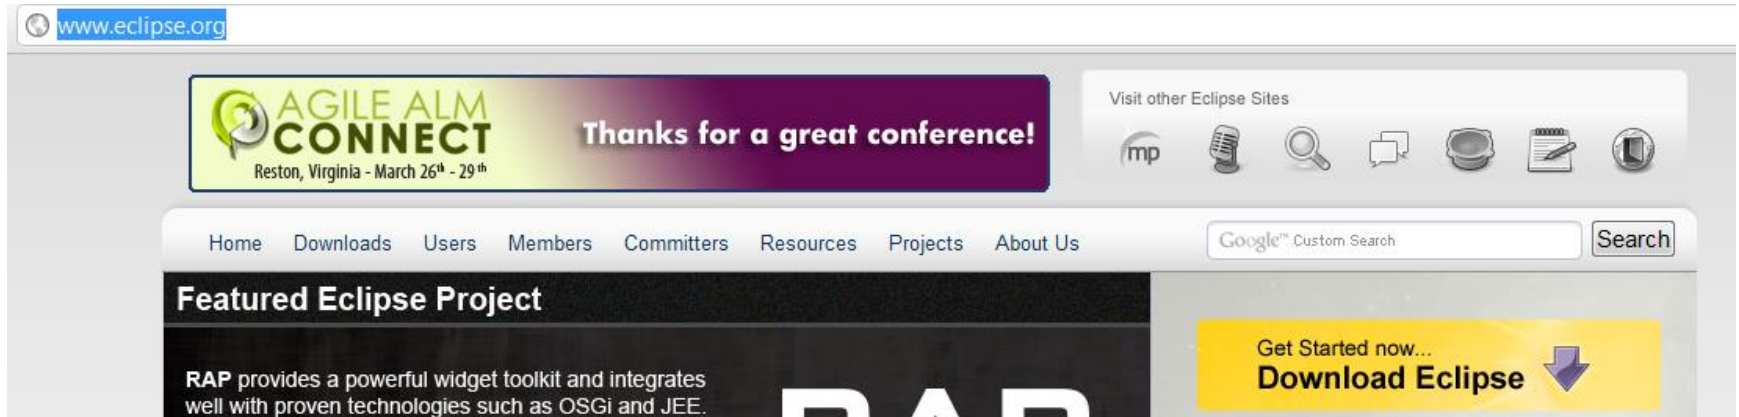 www.eclipse.org
AGILE ALM
CONNECT
Reston, Virginia - March 26th - 29th
Thanks for a great conference!
Visit other Eclipse Sites
mp
Home Downloads Users Members Committers Resources Projects About Us
Google™ Custom Search
Search
Featured Eclipse Project
RAP provides a powerful widget toolkit and integrates
well with proven technologies such as OSGi and JEE.
RAP
Get Started now...
Download Eclipse